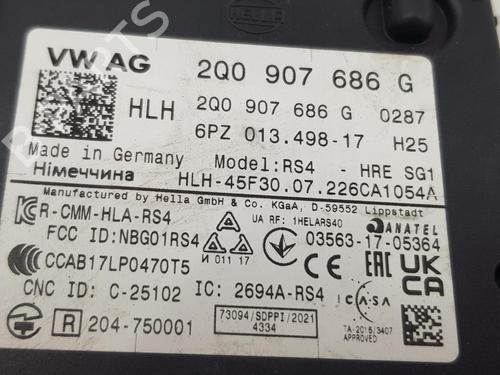 HELLA
VW AG 2Q0 907 686 G
HLH 2Q0 907 686 G 0287
6PZ 013.498-17 H25
Made in Germany Model:RS4 - HRE SG1
Німеччина HLH-45F30.07.226CA1054A
Manufactured by Hella GmbH & Co. KGaA, D-59552 Lippstadt
R-CMM-HLA-RS4 UA RF: 1HELARS40 ANATEL
FCC ID:NBG01RS4 03563-17-05364
И 011 17
CCAB17LP0470T5 EAC UK CA
CNC ID: C-25102 IC: 2694A-RS4 ICASA
R 204-750001 73094/SDPPI/2021
4334
TA-2016/3407
APPROVED